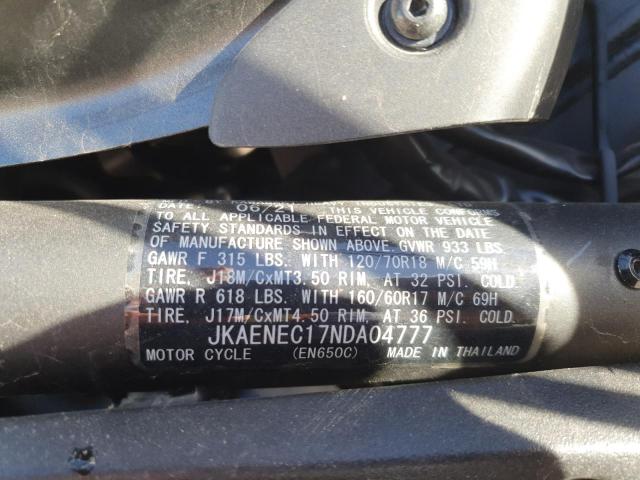 DATE: 06/21
TO ALL APPLICABLE FEDERAL MOTOR VEHICLE
SAFETY STANDARDS IN EFFECT ON THE DATE
OF MANUFACTURE SHOWN ABOVE. GVWR 933 LBS.
GAWR F 315 LBS. WITH 120/70R18 M/C 59H
TIRE, J18M/CxMT3.50 RIM, AT 32 PSI. COLD.
GAWR R 618 LBS. WITH 160/60R17 M/C 69H
TIRE, J17M/CxMT4.50 RIM, AT 36 PSI. COLD.
JKAENEC17NDA04777
MOTOR CYCLE (EN650C) MADE IN THAILAND